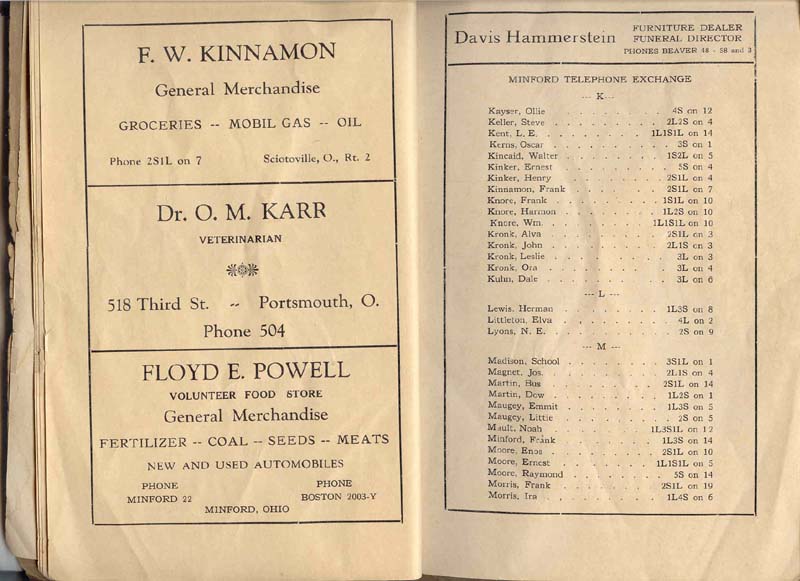 F. W. KINNAMON
General Merchandise
GROCERIES -- MOBIL GAS -- OIL
Phone 2S1L on 7 Sciotoville, O., Rt. 2
Dr. O. M. KARR
VETERINARIAN
518 Third St. -- Portsmouth, O.
Phone 504
FLOYD E. POWELL
VOLUNTEER FOOD STORE
General Merchandise
FERTILIZER -- COAL -- SEEDS -- MEATS
NEW AND USED AUTOMOBILES
PHONE PHONE
MINFORD 22 BOSTON 2003-Y
MINFORD, OHIO
Davis Hammerstein FURNITURE DEALER
FUNERAL DIRECTOR
PHONES BEAVER 48 - 58 and 3
MINFORD TELEPHONE EXCHANGE
--- K---
Kayser, Ollie . . . . . . . . . 4S on 12
Keller, Steve . . . . . . . . . 2L2S on 4
Kent, L. E. . . . . . . . . 1L1S1L on 14
Kerns, Oscar . . . . . . . . . 3S on 1
Kincaid, Walter . . . . . . . . 1S2L on 5
Kinker, Ernest . . . . . . . . 5S on 4
Kinker, Henry . . . . . . . . 2S1L on 4
Kinnamon, Frank . . . . . . . 2S1L on 7
Knore, Frank . . . . . . . . 1S1L on 10
Knore, Harmon . . . . . . . . 1L2S on 10
Knore, Wm. . . . . . . . . 1L1S1L on 10
Kronk, Alva . . . . . . . . . 2S1L on 3
Kronk, John . . . . . . . . . 2L1S on 3
Kronk, Leslie . . . . . . . . . 3L on 3
Kronk, Ora . . . . . . . . . 3L on 4
Kuhn, Dale . . . . . . . . . 3L on 6
--- L ---
Lewis, Herman . . . . . . . . 1L3S on 8
Littleton, Elva . . . . . . . . 4L on 2
Lyons, N. E. . . . . . . . . . 2S on 9
--- M ---
Madison, School . . . . . . . . 3S1L on 1
Magnet, Jos. . . . . . . . . . 2L1S on 4
Martin, Bus . . . . . . . . . 2S1L on 14
Martin, Dow . . . . . . . . . 1L2S on 1
Maugey, Emmit . . . . . . . . 1L3S on 5
Maugey, Little . . . . . . . . 2S on 5
Mault, Noah . . . . . . . . 1L3S1L on 12
Minford, Frank . . . . . . . . 1L3S on 14
Moore, Enos . . . . . . . . . 2S1L on 10
Moore, Ernest . . . . . . . . 1L1S1L on 5
Moore, Raymond . . . . . . . . 5S on 14
Morris, Frank . . . . . . . . 2S1L on 19
Morris, Ira . . . . . . . . . 1L4S on 6